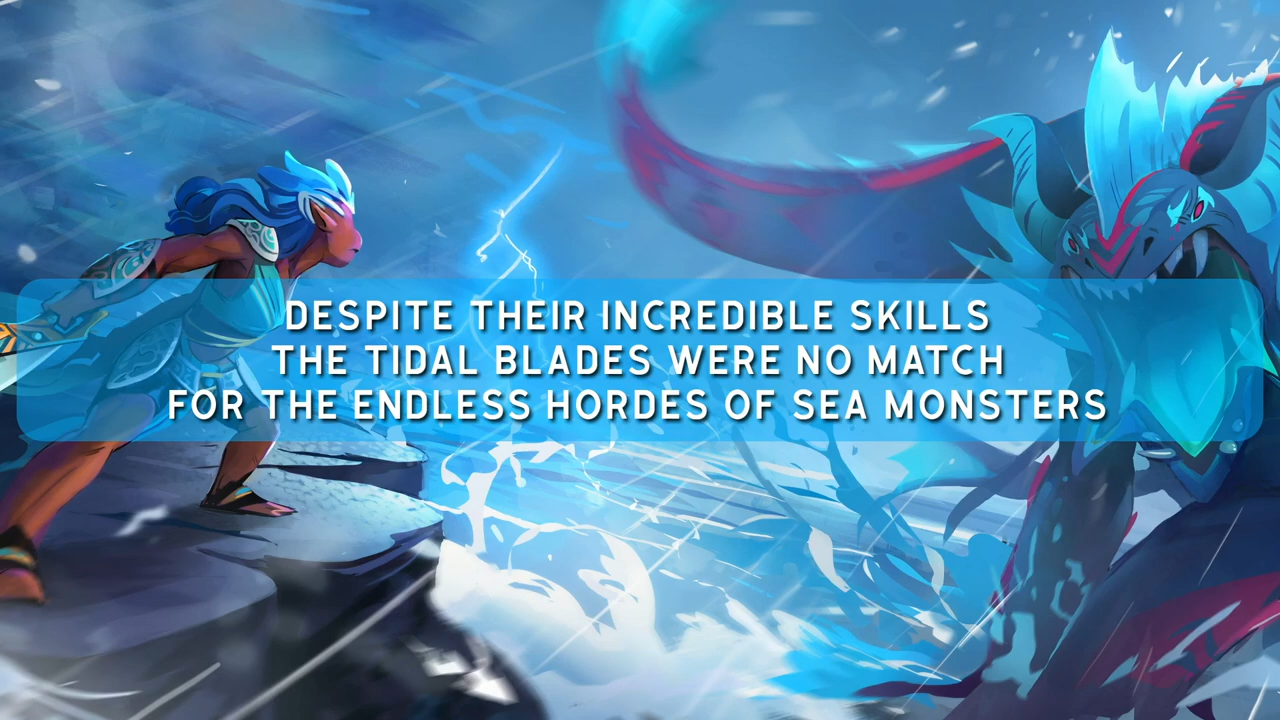 DESPITE THEIR INCREDIBLE SKILLS
THE TIDAL BLADES WERE NO MATCH
FOR THE ENDLESS HORDES OF SEA MONSTERS